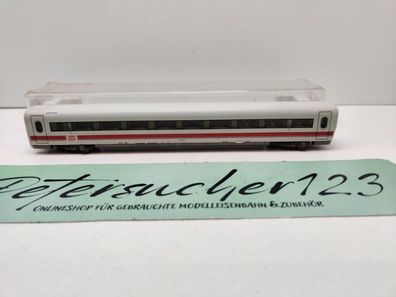 Petersucher123
ONLINESHOP FÜR GEBRAUCHTE MODELLEISENBAHN & ZUBEHÖR